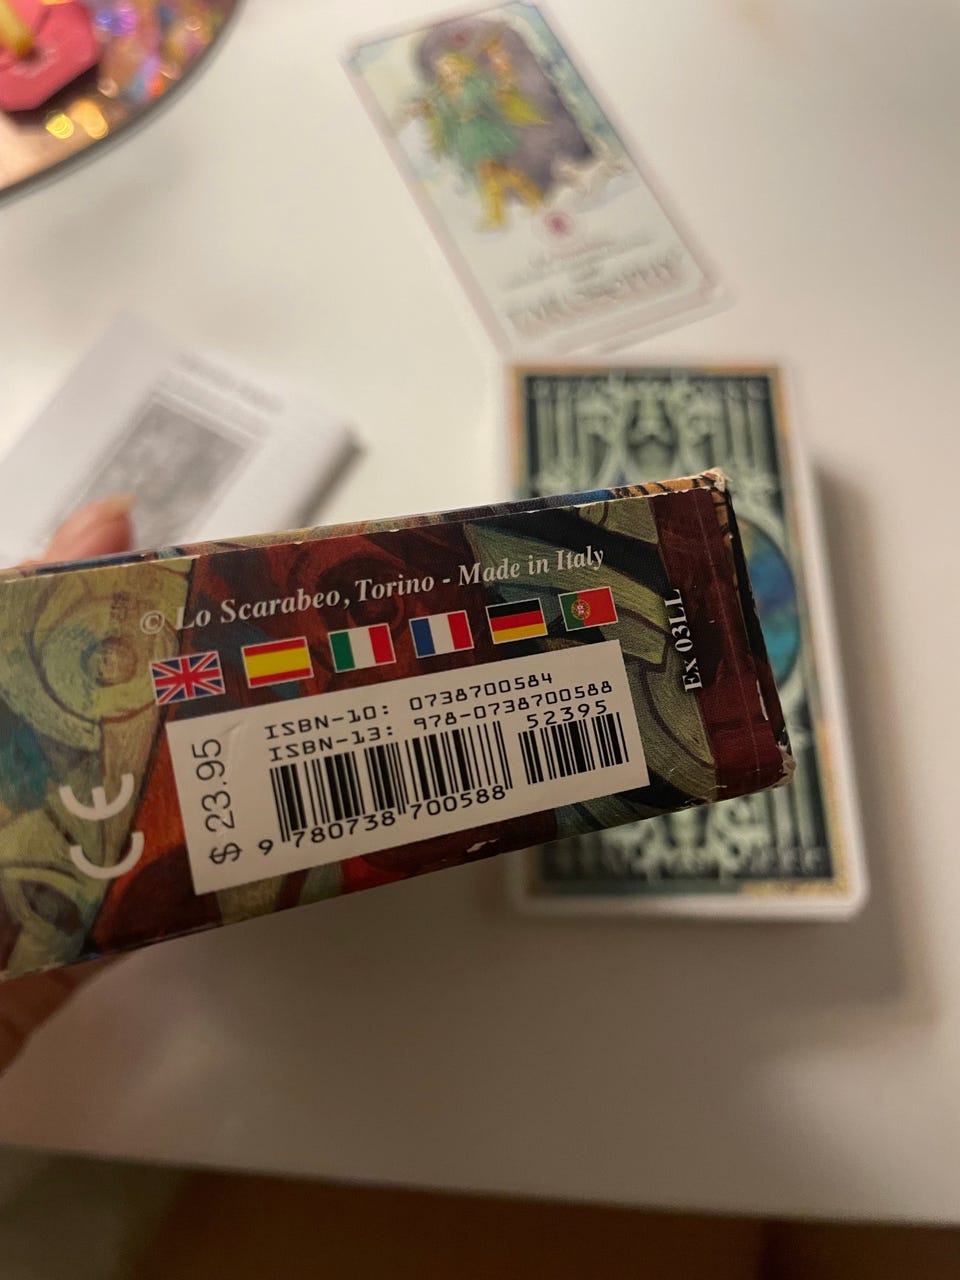 © Lo Scarabeo, Torino - Made in Italy
Ex 03LL
CE
$ 23.95
ISBN-10: 0738700584
ISBN-13: 978-0738700588
52395
9 780738 700588